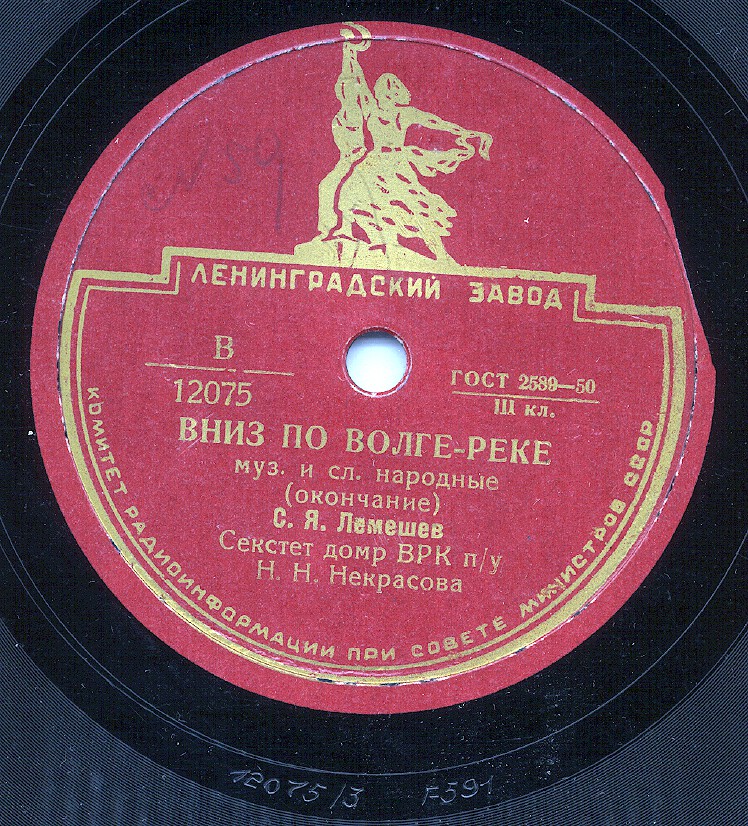 ЛЕНИНГРАДСКИЙ ЗАВОД
В
12075
ГОСТ 2589—50
III кл.
ВНИЗ ПО ВОЛГЕ-РЕКЕ
муз. и сл. народные
(окончание)
С. Я. Лемешев
Секстет домр ВРК п/у
Н. Н. Некрасова
КОМИТЕТ РАДИОИНФОРМАЦИИ ПРИ СОВЕТЕ МИНИСТРОВ СССР
12075/3 F591